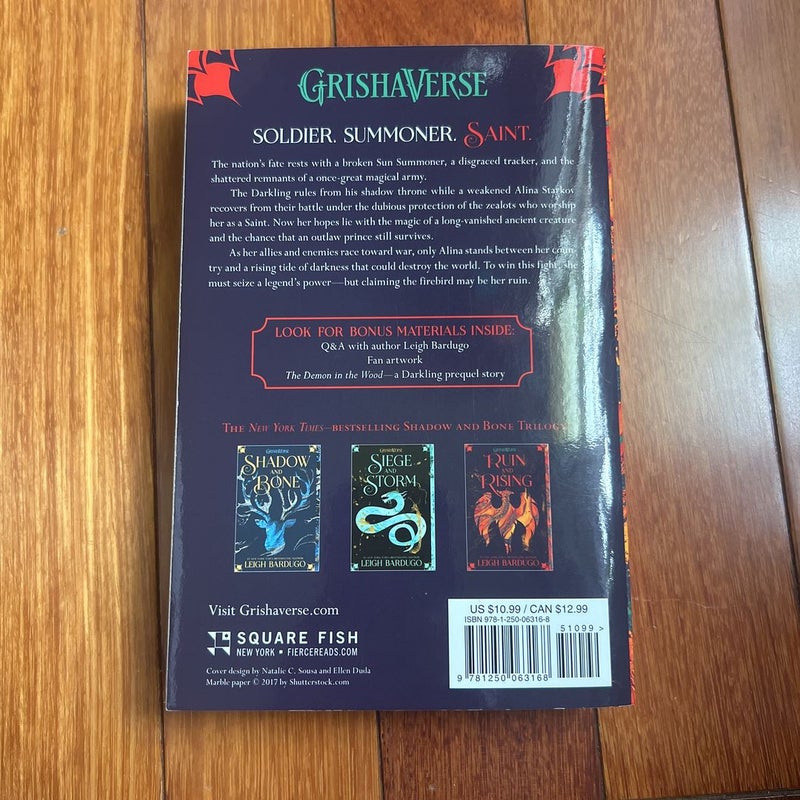 GRISHAVERSE
SOLDIER. SUMMONER. SAINT.
The nation's fate rests with a broken Sun Summoner, a disgraced tracker, and the
shattered remnants of a once-great magical army.
The Darkling rules from his shadow throne while a weakened Alina Starkov
recovers from their battle under the dubious protection of the zealots who worship
her as a Saint. Now her hopes lie with the magic of a long-vanished ancient creature
and the chance that an outlaw prince still survives.
As her allies and enemies race toward war, only Alina stands between her coun-
try and a rising tide of darkness that could destroy the world. To win this fight, she
must seize a legend's power—but claiming the firebird may be her ruin.
LOOK FOR BONUS MATERIALS INSIDE:
Q&A with author Leigh Bardugo
Fan artwork
The Demon in the Wood—a Darkling prequel story
THE NEW YORK TIMES–BESTSELLING SHADOW AND BONE TRILOGY
GRISHAVERSE
SHADOW
AND
BONE
LEIGH BARDUGO
GRISHAVERSE
SIEGE
AND
STORM
LEIGH BARDUGO
GRISHAVERSE
RUIN
AND
RISING
LEIGH BARDUGO
Visit Grishaverse.com
SQUARE FISH
NEW YORK • FIERCEREADS.COM
Cover design by Natalie C. Sousa and Ellen Duda
Marble paper © 2017 by Shutterstock.com
US $10.99 / CAN $12.99
ISBN 978-1-250-06316-8
51099 >
9 781250 063168